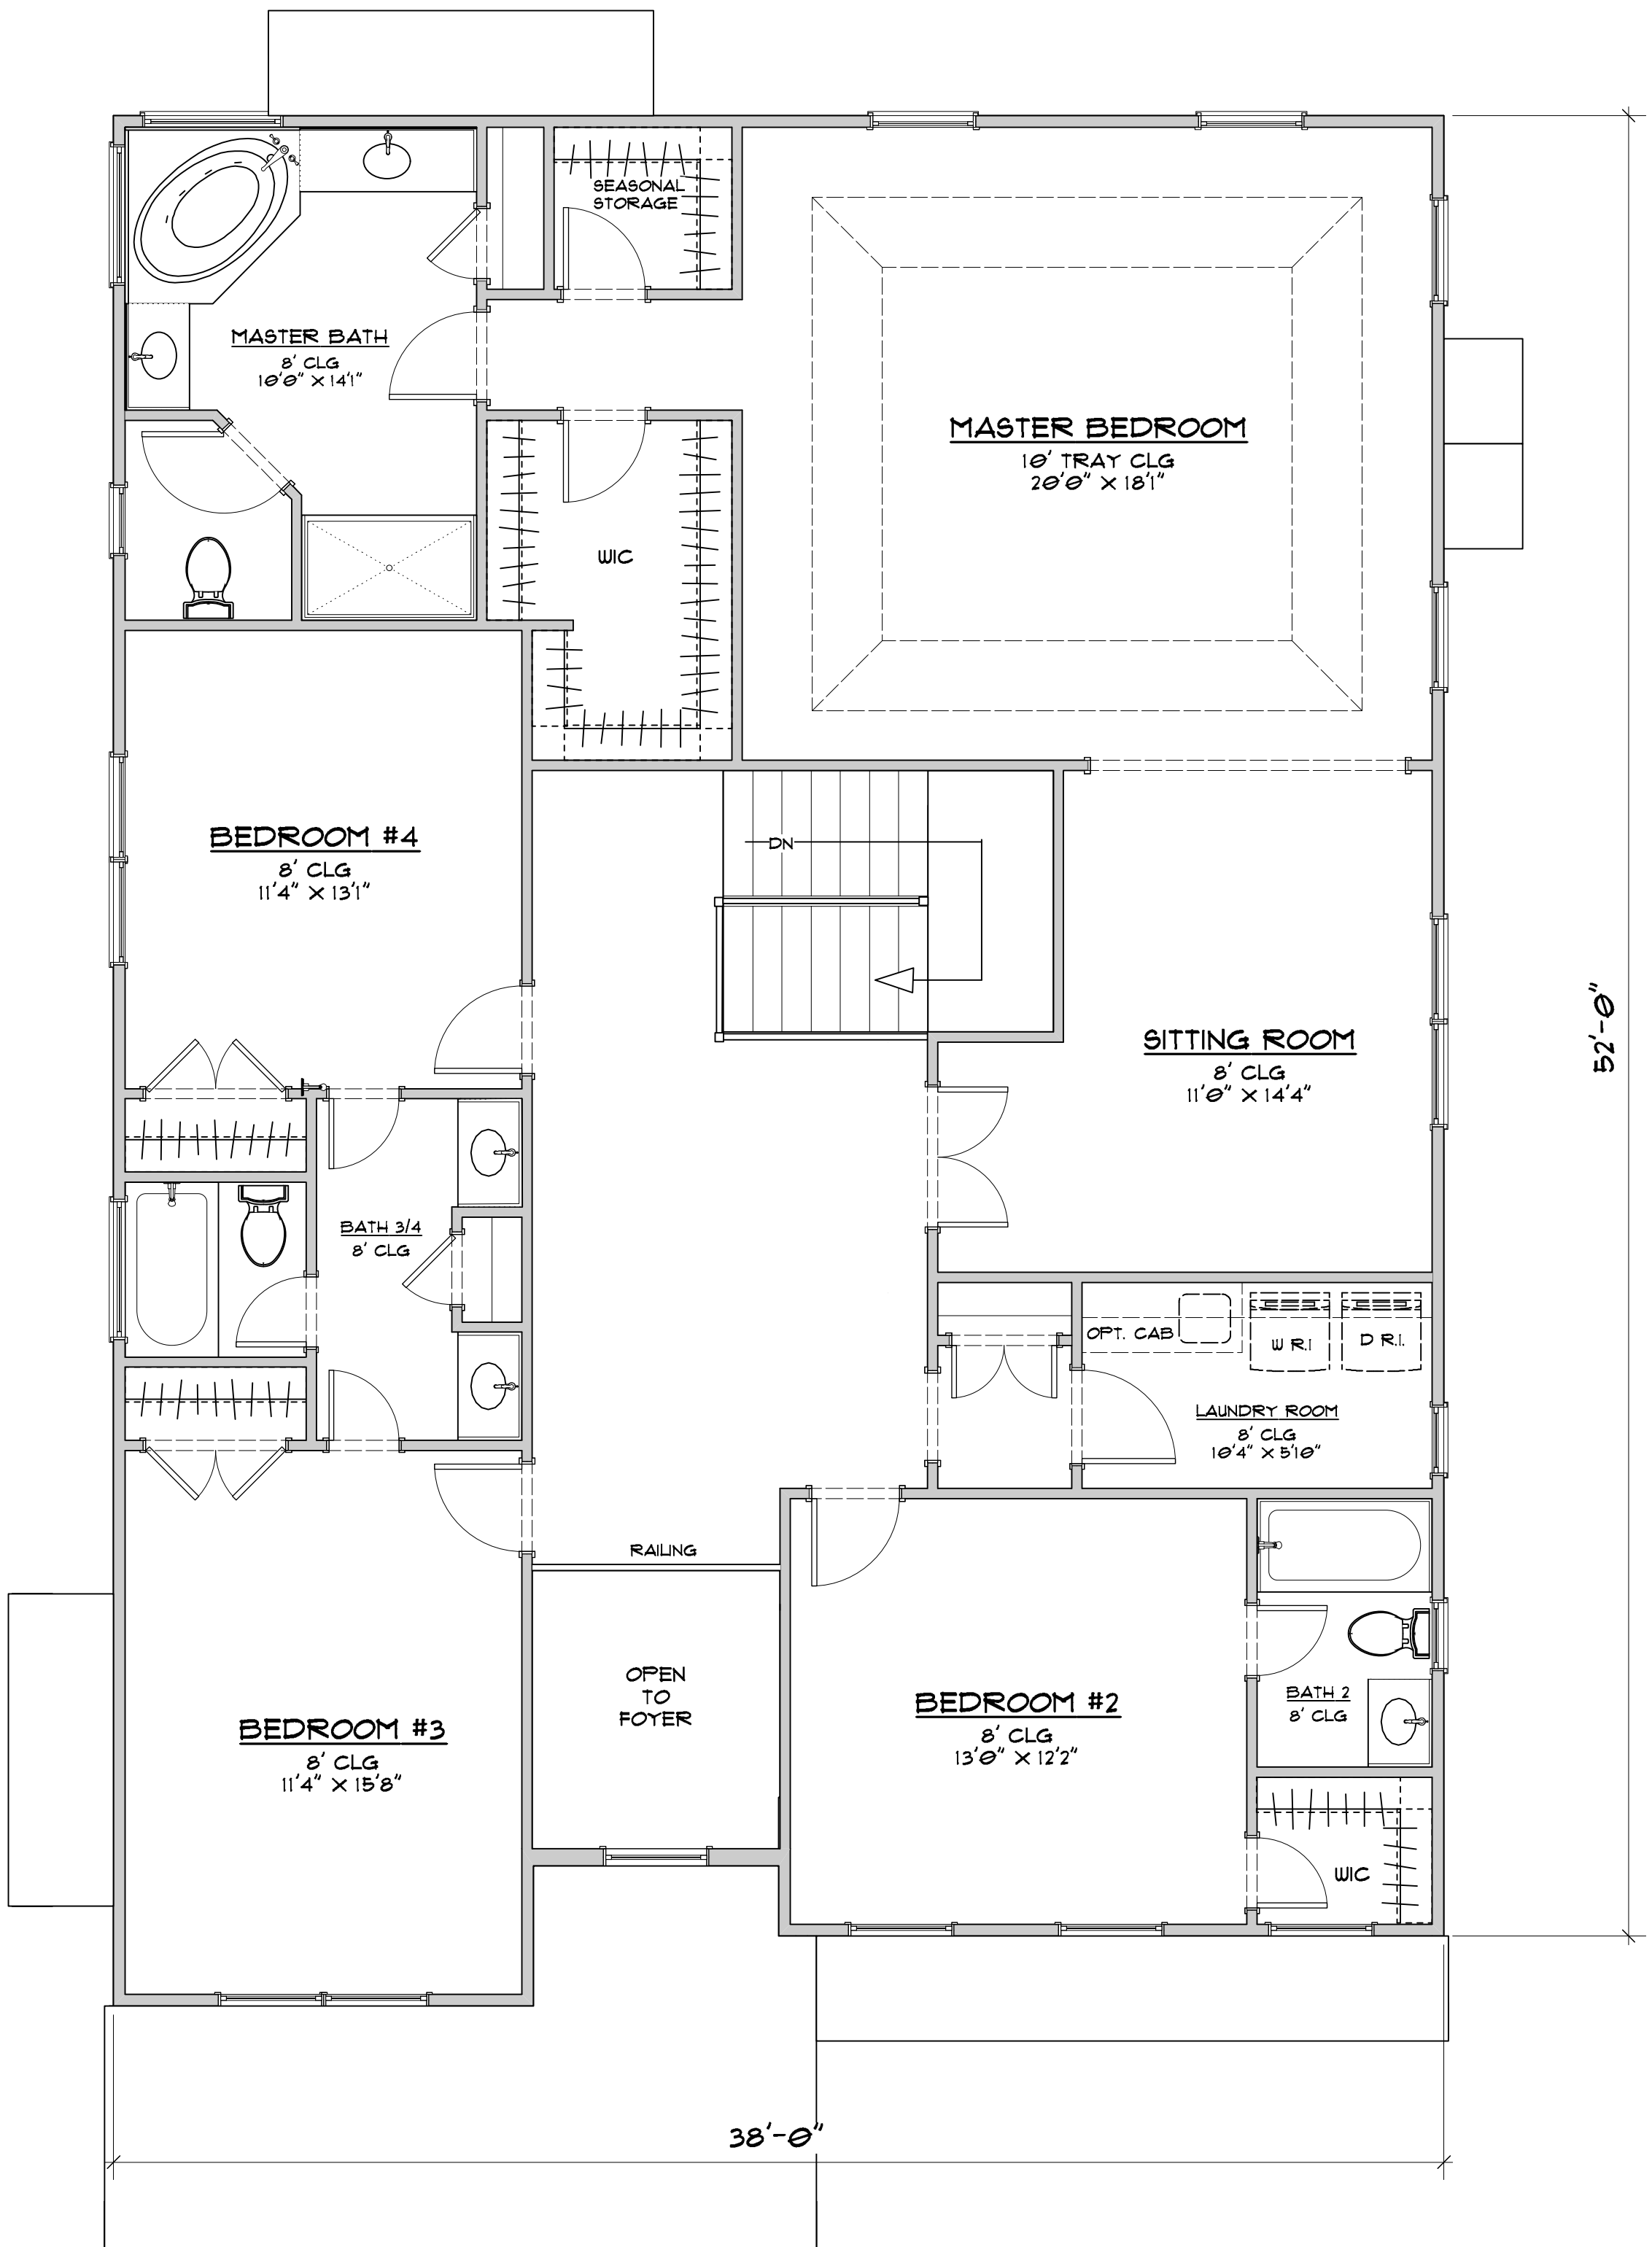 SEASONAL
STORAGE
MASTER BATH
8' CLG
10'0" X 14'1"
MASTER BEDROOM
10' TRAY CLG
20'0" X 18'1"
WIC
BEDROOM #4
8' CLG
11'4" X 13'1"
DN
SITTING ROOM
8' CLG
11'0" X 14'4"
52'-0"
BATH 3/4
8' CLG
OPT. CAB
W R.I
D R.I.
LAUNDRY ROOM
8' CLG
10'4" X 5'10"
RAILING
OPEN
TO
FOYER
BEDROOM #2
8' CLG
13'0" X 12'2"
BATH 2
8' CLG
BEDROOM #3
8' CLG
11'4" X 15'8"
WIC
38'-0"